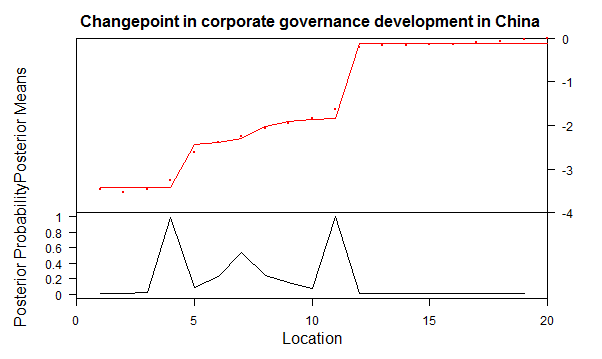 Changepoint in corporate governance development in China
Posterior Means
0
-1
-2
-3
-4
Posterior Probability
1
0.8
0.6
0.4
0.2
0
0 5 10 15 20
Location